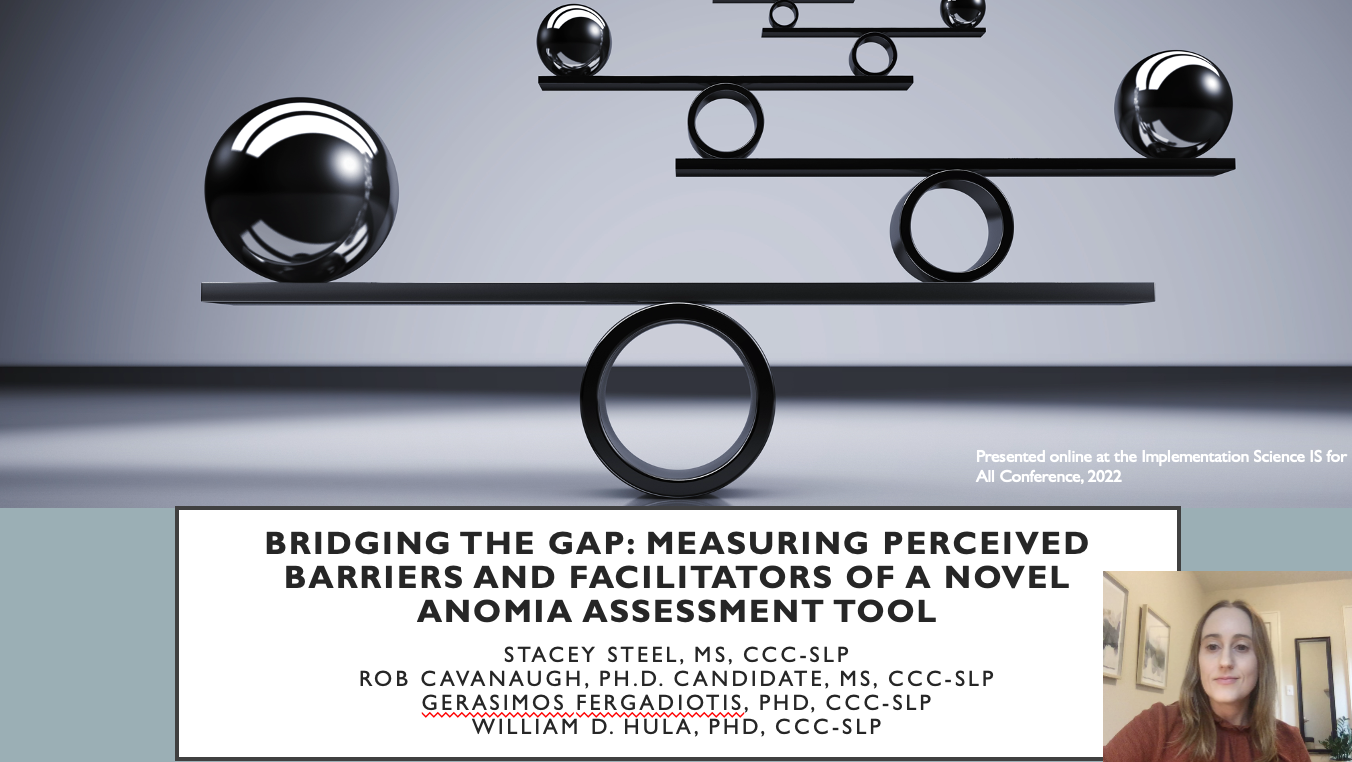 Presented online at the Implementation Science IS for
All Conference, 2022
BRIDGING THE GAP: MEASURING PERCEIVED
BARRIERS AND FACILITATORS OF A NOVEL
ANOMIA ASSESSMENT TOOL
STACEY STEEL, MS, CCC-SLP
ROB CAVANAUGH, PH.D. CANDIDATE, MS, CCC-SLP
GERASIMOS FERGADIOTIS, PHD, CCC-SLP
WILLIAM D. HULA, PHD, CCC-SLP